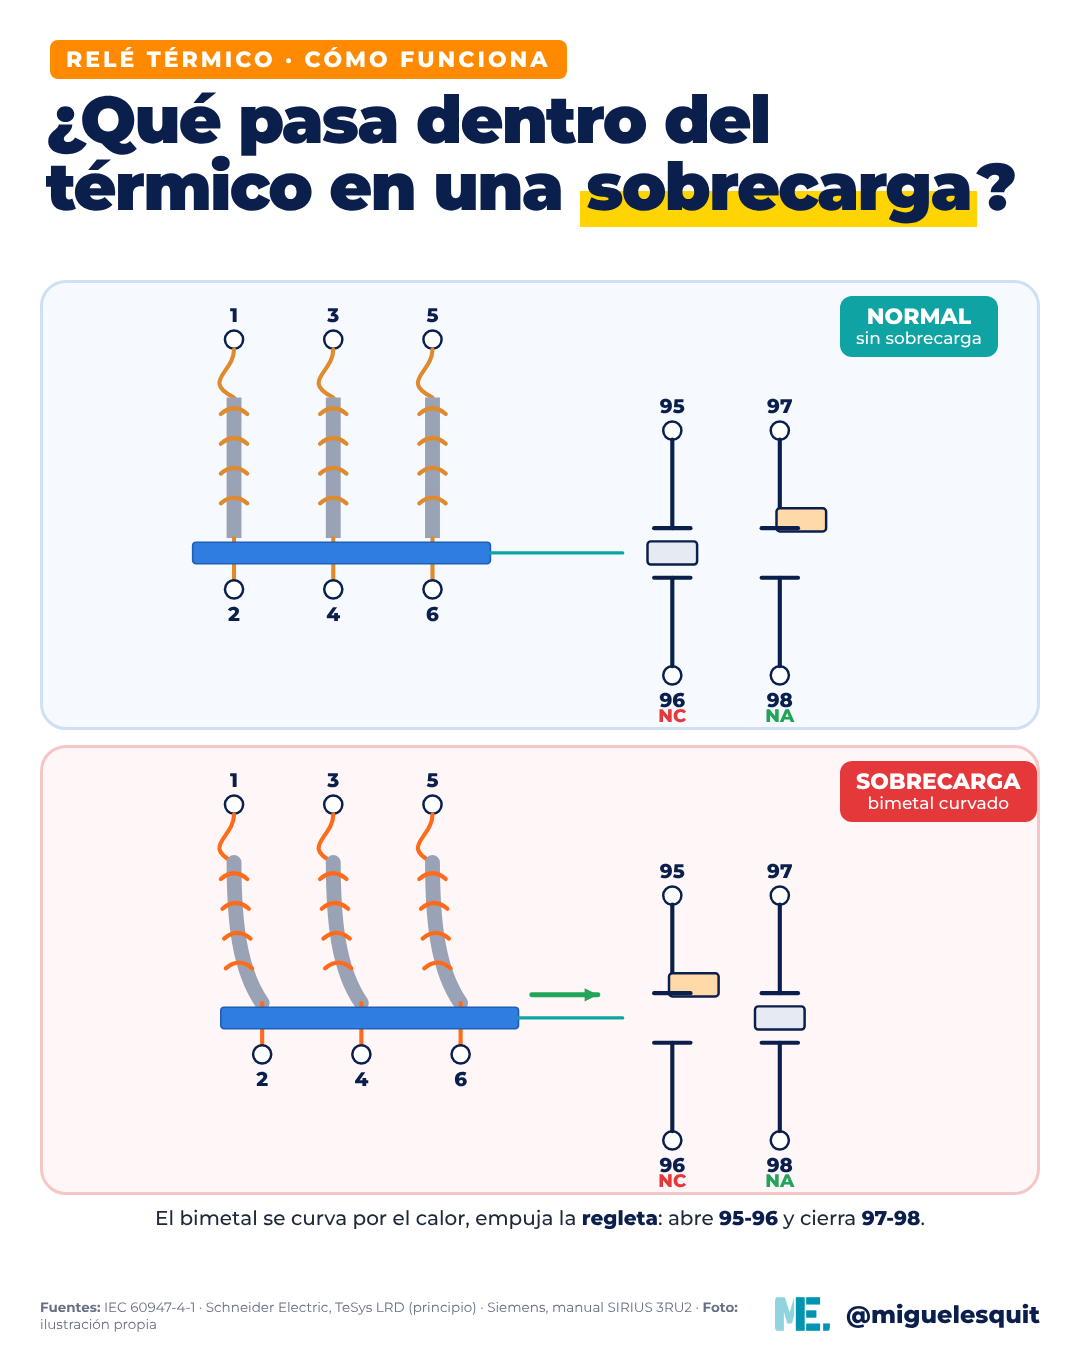 RELÉ TÉRMICO · CÓMO FUNCIONA
¿Qué pasa dentro del
térmico en una sobrecarga?
NORMAL
sin sobrecarga
1 3 5
95 97
2 4 6
96 98
NC NA
SOBRECARGA
bimetal curvado
1 3 5
95 97
2 4 6
96 98
NC NA
El bimetal se curva por el calor, empuja la regleta: abre 95-96 y cierra 97-98.
Fuentes: IEC 60947-4-1 · Schneider Electric, TeSys LRD (principio) · Siemens, manual SIRIUS 3RU2 · Foto:
ilustración propia
ME. @miguelesquit